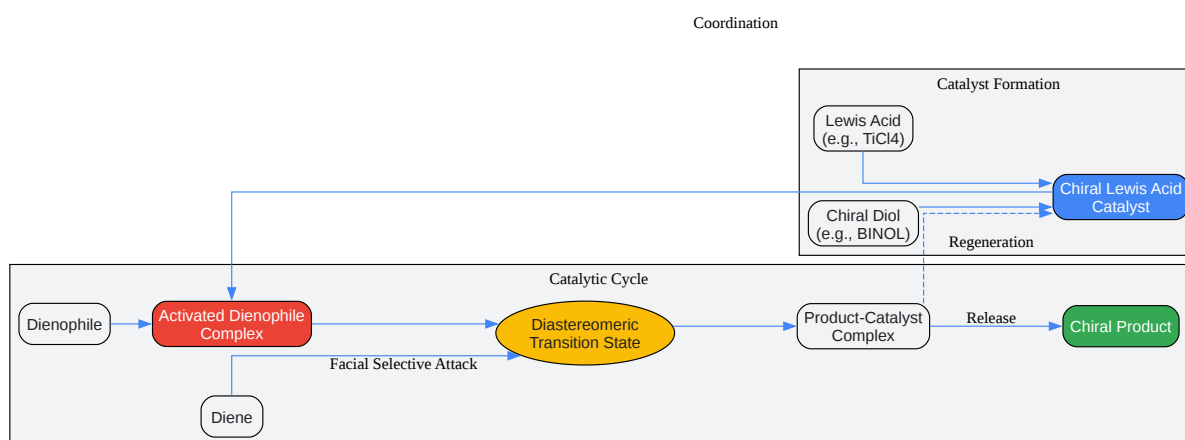 Coordination
Catalyst Formation
Lewis Acid
(e.g., TiCl4)
Chiral Lewis Acid
Catalyst
Chiral Diol
(e.g., BINOL)
Regeneration
Catalytic Cycle
Dienophile
Activated Dienophile
Complex
Diastereomeric
Transition State
Product-Catalyst
Complex
Release
Chiral Product
Facial Selective Attack
Diene